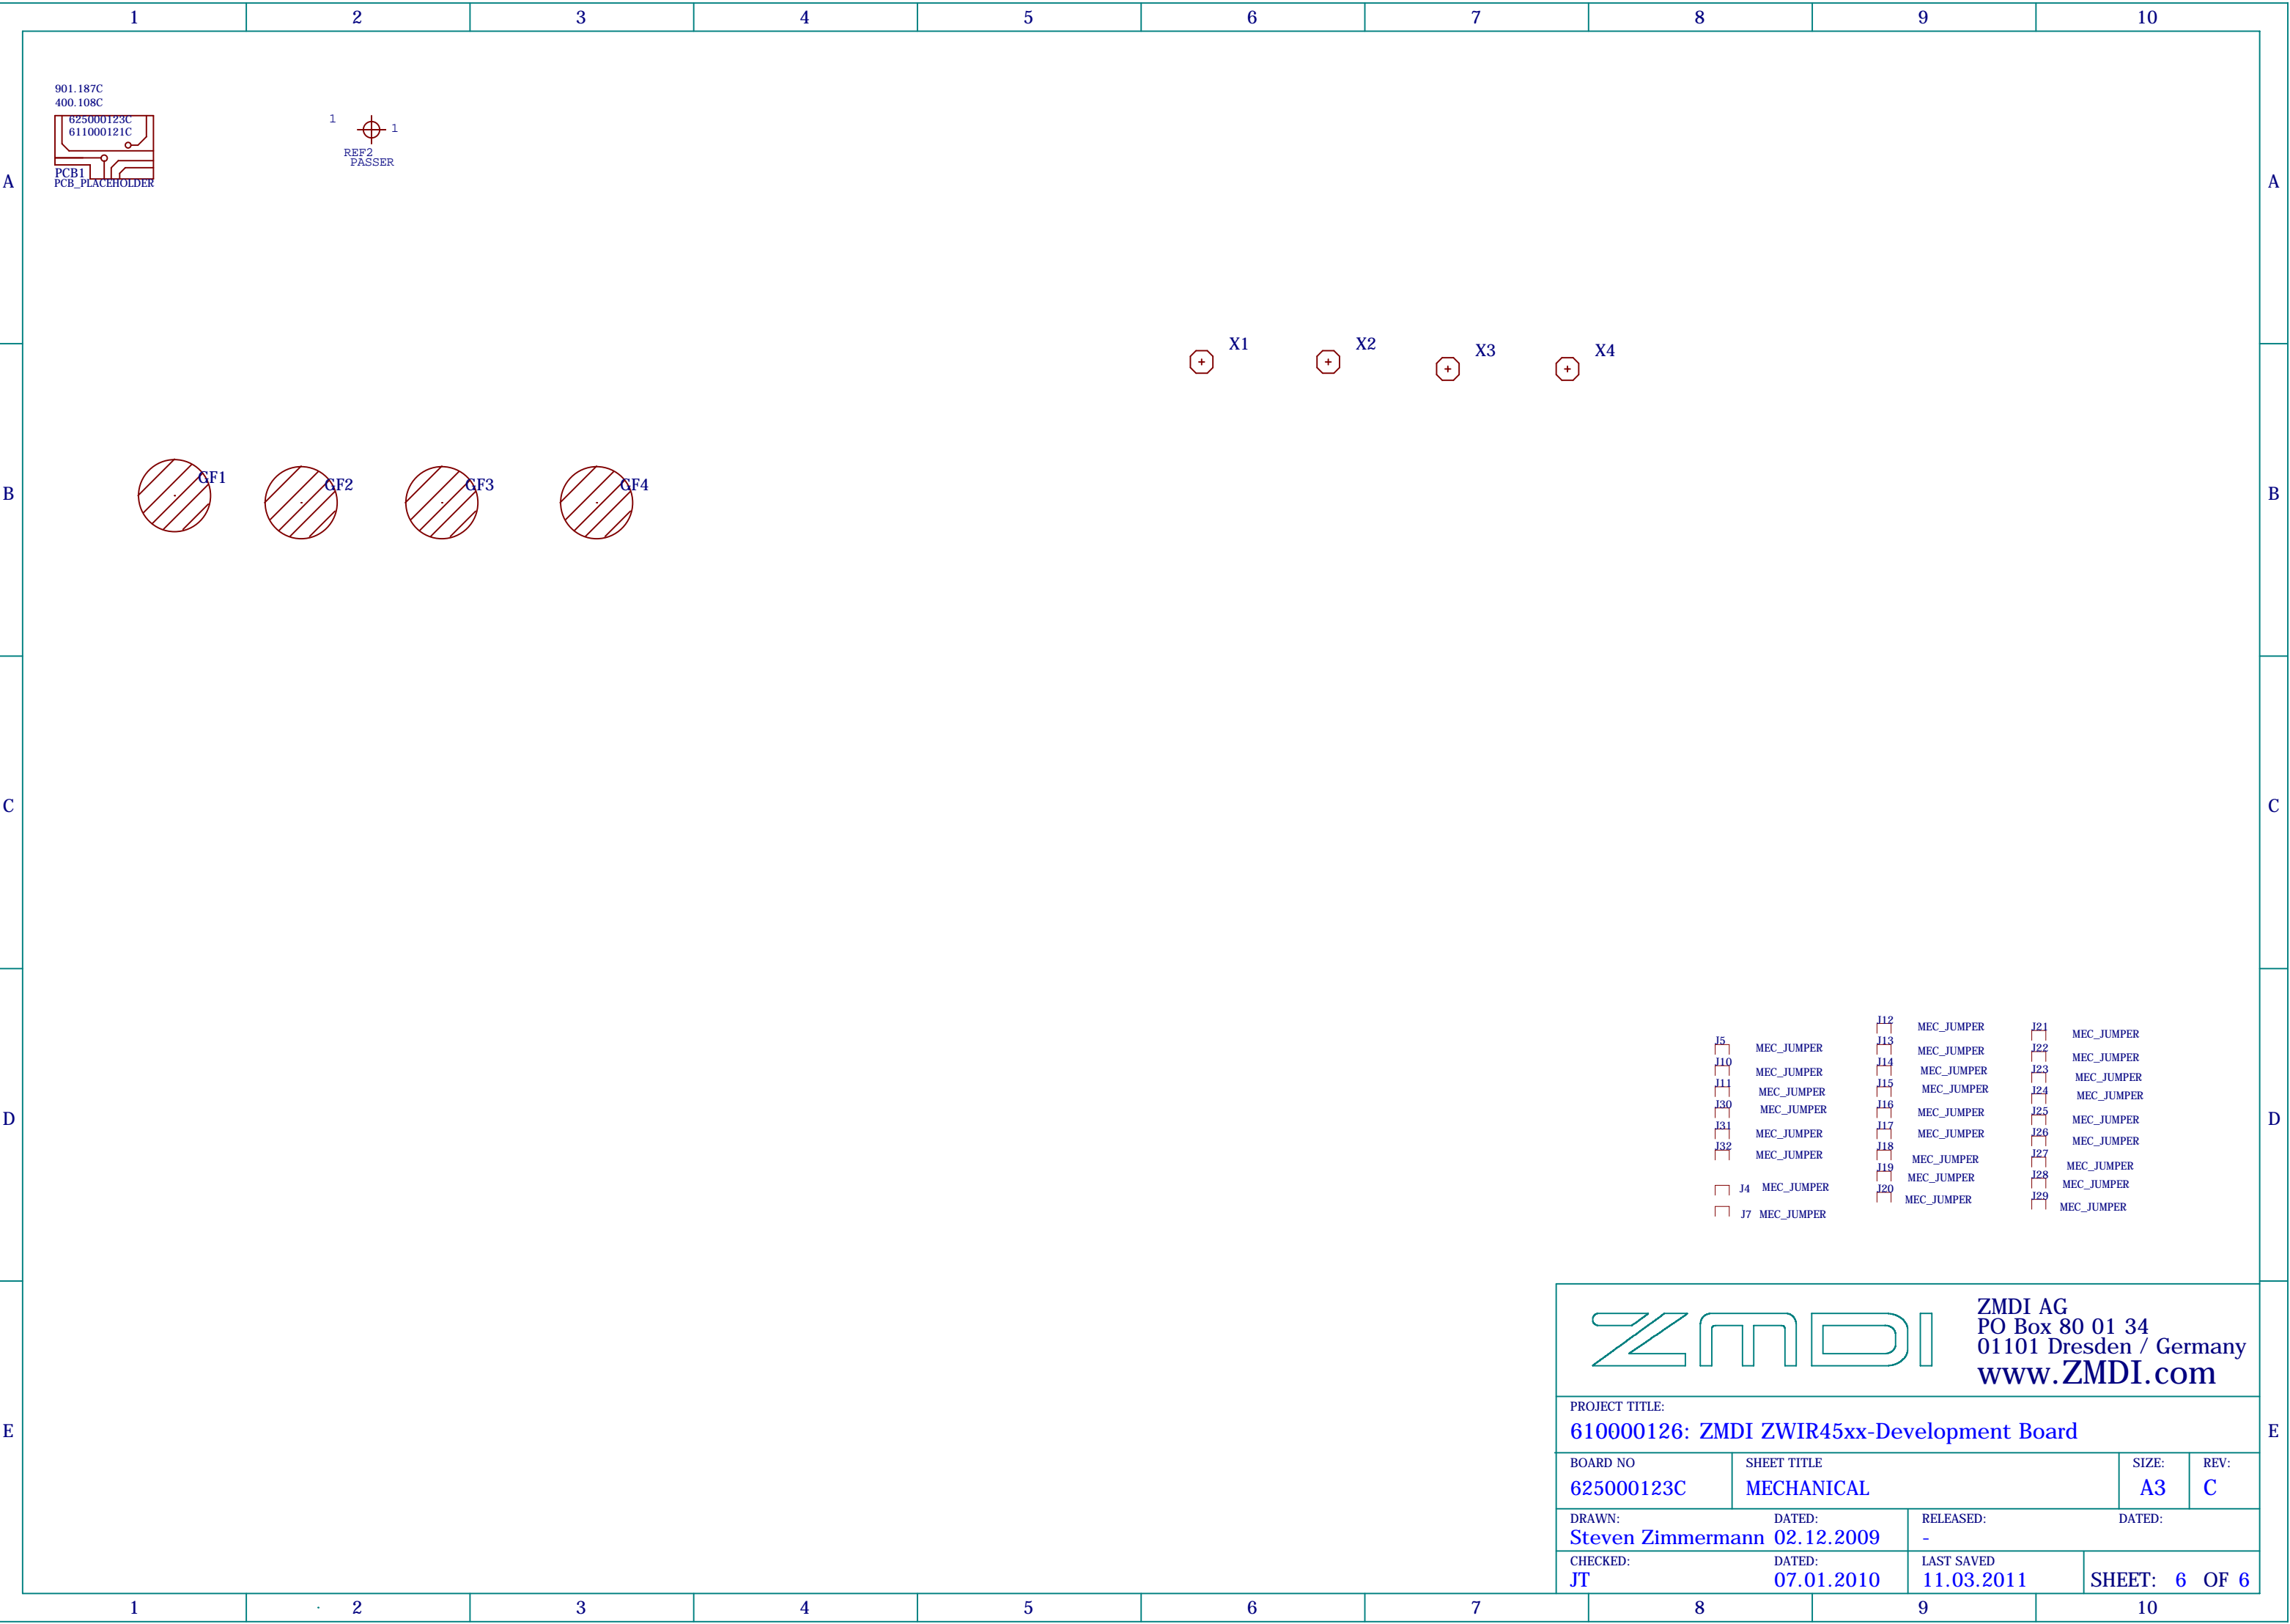 1 2 3 4 5 6 7 8 9 10
901.187C
400.108C
625000123C
611000121C
PCB1
PCB_PLACEHOLDER
1
1
REF2
PASSER
A
A
X1
X2
X3
X4
GF1
GF2
GF3
GF4
B
B
C
C
J5 MEC_JUMPER
J10 MEC_JUMPER
J11 MEC_JUMPER
J30 MEC_JUMPER
J31 MEC_JUMPER
J32 MEC_JUMPER
J4 MEC_JUMPER
J7 MEC_JUMPER
J12 MEC_JUMPER
J13 MEC_JUMPER
J14 MEC_JUMPER
J15 MEC_JUMPER
J16 MEC_JUMPER
J17 MEC_JUMPER
J18 MEC_JUMPER
J19 MEC_JUMPER
J20 MEC_JUMPER
J21 MEC_JUMPER
J22 MEC_JUMPER
J23 MEC_JUMPER
J24 MEC_JUMPER
J25 MEC_JUMPER
J26 MEC_JUMPER
J27 MEC_JUMPER
J28 MEC_JUMPER
J29 MEC_JUMPER
D
D
ZMDI
ZMDI AG
PO Box 80 01 34
01101 Dresden / Germany
www.ZMDI.com
PROJECT TITLE:
610000126: ZMDI ZWIR45xx-Development Board
E
E
BOARD NO SHEET TITLE SIZE: REV:
625000123C MECHANICAL A3 C
DRAWN: DATED: RELEASED: DATED:
Steven Zimmermann 02.12.2009 -
CHECKED: DATED: LAST SAVED
JT 07.01.2010 11.03.2011 SHEET: 6 OF 6
1 2 3 4 5 6 7 8 9 10